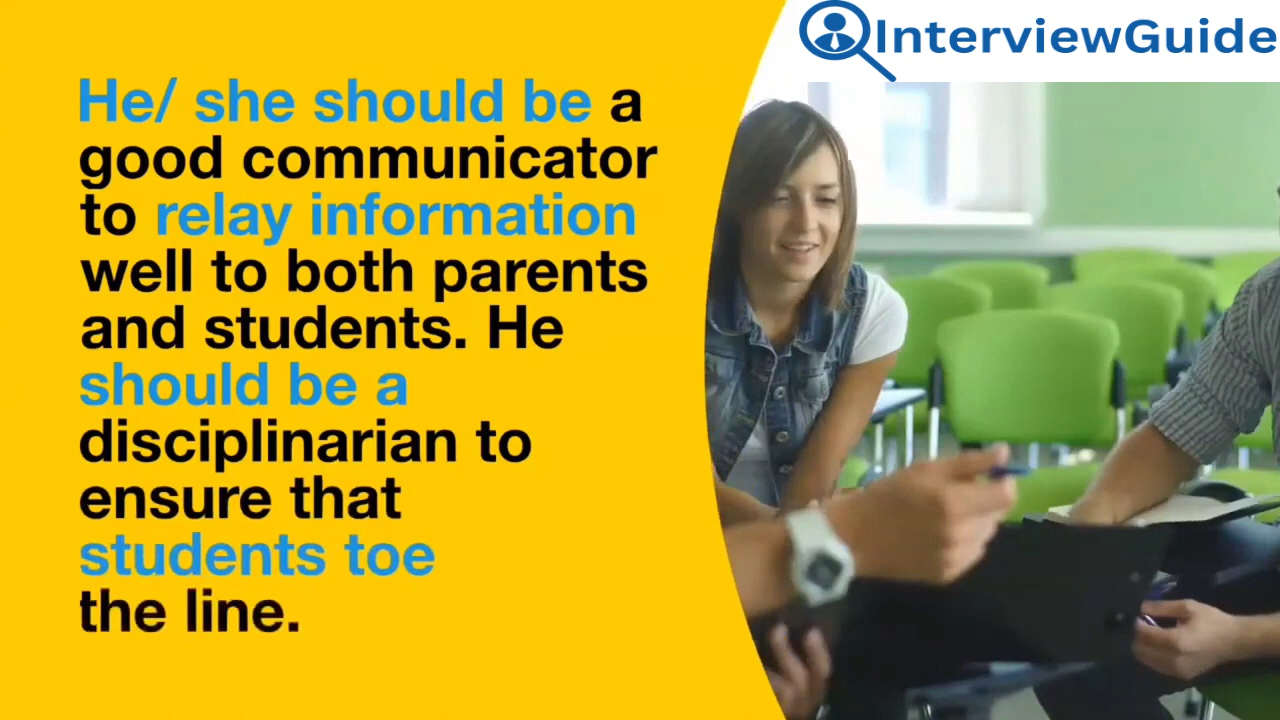 InterviewGuide
He/ she should be a
good communicator
to relay information
well to both parents
and students. He
should be a
disciplinarian to
ensure that
students toe
the line.